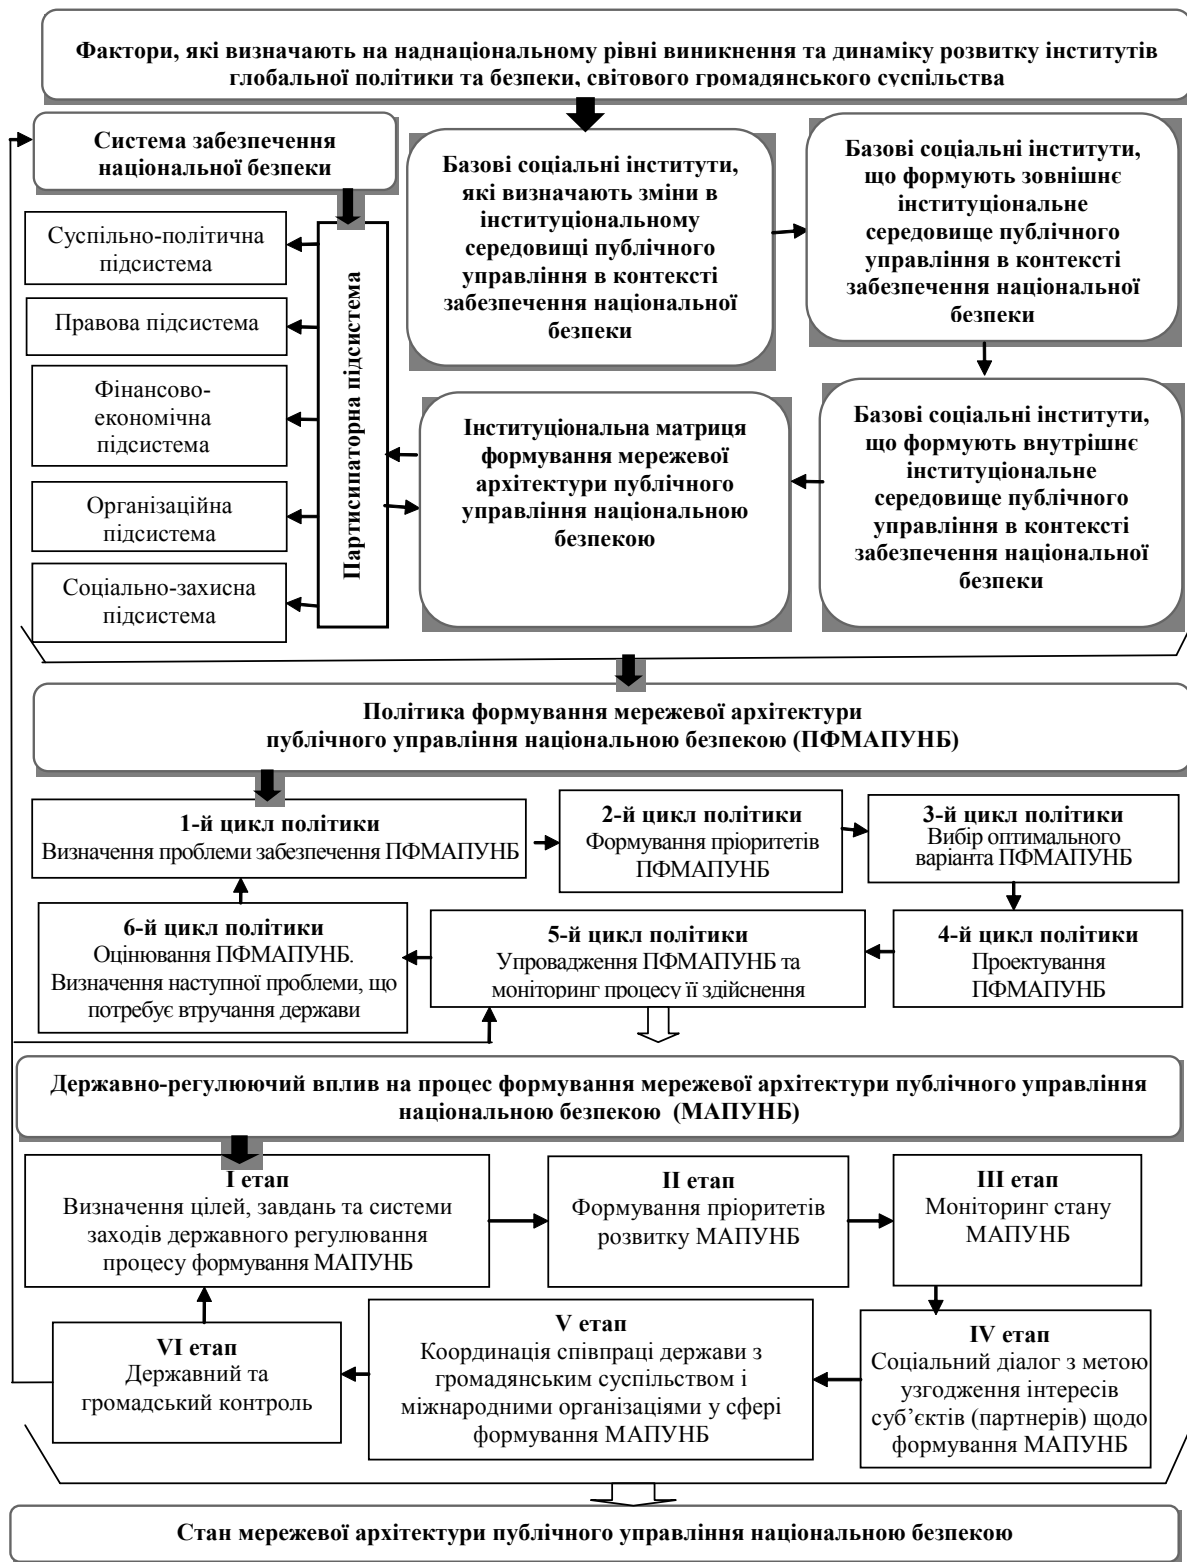 Фактори, які визначають на наднаціональному рівні виникнення та динаміку розвитку інститутів
глобальної політики та безпеки, світового громадянського суспільства
Система забезпечення
національної безпеки
Суспільно-політична
підсистема
Правова підсистема
Фінансово-
економічна
підсистема
Організаційна
підсистема
Соціально-захисна
підсистема
Партисипаторна підсистема
Базові соціальні інститути,
які визначають зміни в
інституціональному
середовищі публічного
управління в контексті
забезпечення національної
безпеки
Базові соціальні інститути,
що формують зовнішнє
інституціональне
середовище публічного
управління в контексті
забезпечення національної
безпеки
Інституціональна матриця
формування мережевої
архітектури публічного
управління національною
безпекою
Базові соціальні інститути,
що формують внутрішнє
інституціональне
середовище публічного
управління в контексті
забезпечення національної
безпеки
Політика формування мережевої архітектури
публічного управління національною безпекою (ПФМАПУНБ)
1-й цикл політики
Визначення проблеми забезпечення ПФМАПУНБ
2-й цикл політики
Формування пріоритетів
ПФМАПУНБ
3-й цикл політики
Вибір оптимального
варіанта ПФМАПУНБ
6-й цикл політики
Оцінювання ПФМАПУНБ.
Визначення наступної проблеми, що
потребує втручання держави
5-й цикл політики
Упровадження ПФМАПУНБ та
моніторинг процесу її здійснення
4-й цикл політики
Проектування
ПФМАПУНБ
Державно-регулюючий вплив на процес формування мережевої архітектури публічного управління
національною безпекою (МАПУНБ)
I етап
Визначення цілей, завдань та системи
заходів державного регулювання
процесу формування МАПУНБ
II етап
Формування пріоритетів
розвитку МАПУНБ
III етап
Моніторинг стану
МАПУНБ
VI етап
Державний та
громадський контроль
V етап
Координація співпраці держави з
громадянським суспільством і
міжнародними організаціями у сфері
формування МАПУНБ
IV етап
Соціальний діалог з метою
узгодження інтересів
суб’єктів (партнерів) щодо
формування МАПУНБ
Стан мережевої архітектури публічного управління національною безпекою